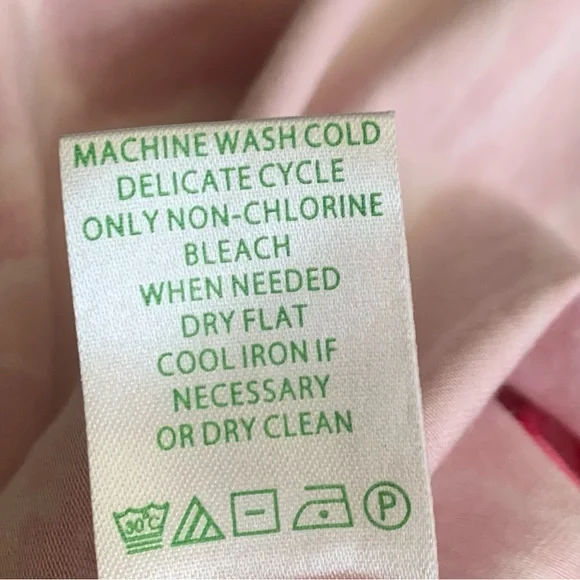 MACHINE WASH COLD
DELICATE CYCLE
ONLY NON-CHLORINE
BLEACH
WHEN NEEDED
DRY FLAT
COOL IRON IF
NECESSARY
OR DRY CLEAN
30°C P